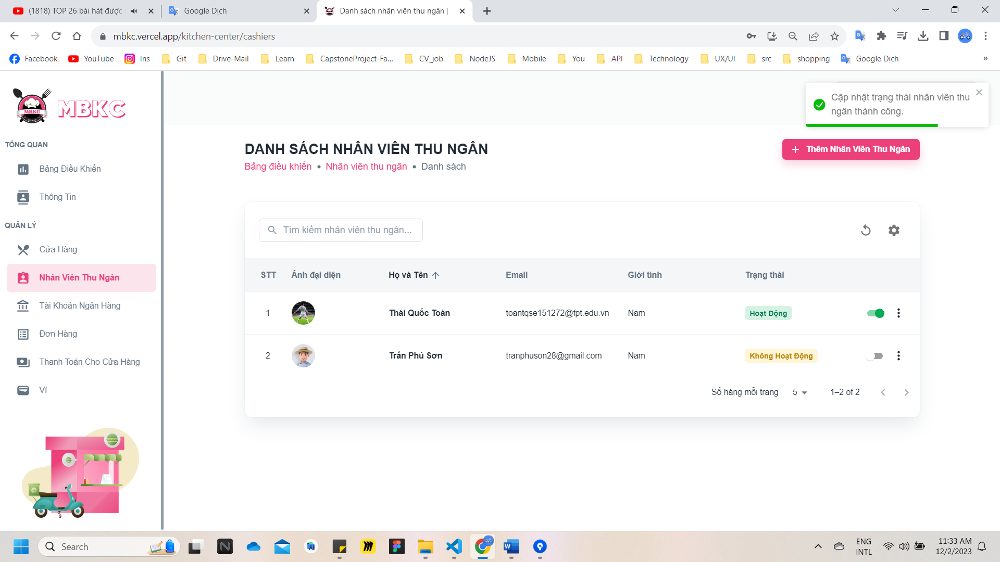 (1818) TOP 26 bài hát được
Google Dịch
Danh sách nhân viên thu ngân |
mbkc.vercel.app/kitchen-center/cashiers
Facebook
YouTube
Ins
Git
Drive-Mail
Learn
CapstoneProject-Fa...
CV_job
NodeJS
Mobile
You
API
Technology
UX/UI
src
shopping
Google Dịch
»
MBKC
MBKC
Cập nhật trạng thái nhân viên thu
ngân thành công.
TỔNG QUAN
Bảng Điều Khiển
Thông Tin
QUẢN LÝ
Cửa Hàng
Nhân Viên Thu Ngân
Tài Khoản Ngân Hàng
Đơn Hàng
Thanh Toán Cho Cửa Hàng
Ví
DANH SÁCH NHÂN VIÊN THU NGÂN
Bảng điều khiển • Nhân viên thu ngân • Danh sách
Thêm Nhân Viên Thu Ngân
Tìm kiếm nhân viên thu ngân...
STT Ảnh đại diện Họ và Tên Email Giới tính Trạng thái
1 Thái Quốc Toàn toantqse151272@fpt.edu.vn Nam Hoạt Động
2 Trần Phú Sơn tranphuson28@gmail.com Nam Không Hoạt Động
Số hàng mỗi trang 5 1–2 of 2
Search
ENG
INTL
11:33 AM
12/2/2023